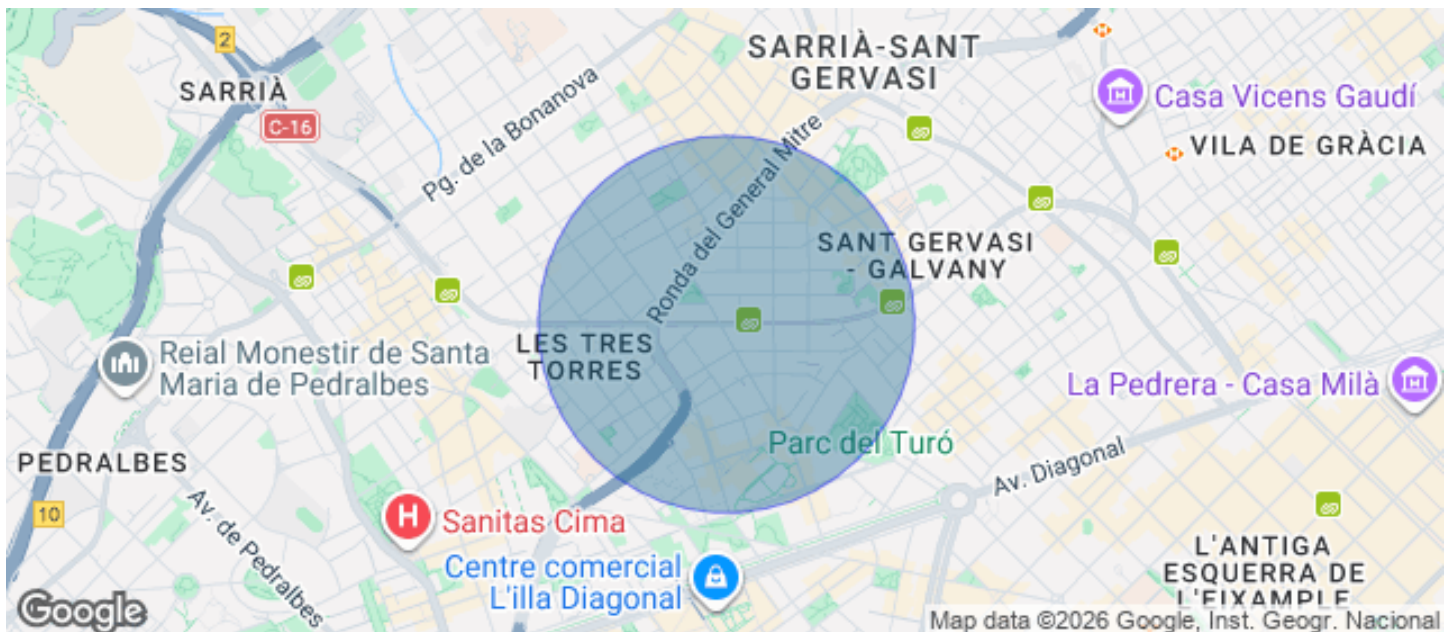 2
SARRIÀ
C-16
Pg. de la Bonanova
SARRIÀ-SANT
GERVASI
Casa Vicens Gaudí
VILA DE GRÀCIA
Ronda del General Mitre
SANT GERVASI
- GALVANY
LES TRES
TORRES
Reial Monestir de Santa
Maria de Pedralbes
La Pedrera - Casa Milà
Parc del Turó
PEDRALBES
Av. Diagonal
10
Av. de Pedralbes
H
Sanitas Cima
Centre comercial
L'illa Diagonal
L'ANTIGA
ESQUERRA DE
L'EIXAMPLE
Google
Map data ©2026 Google, Inst. Geogr. Nacional